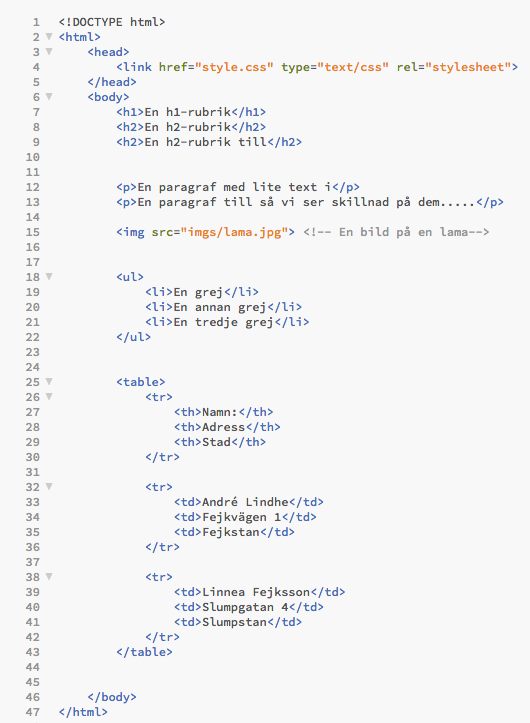 1 <!DOCTYPE html>
2 <html>
3 <head>
4 <link href="style.css" type="text/css" rel="stylesheet">
5 </head>
6 <body>
7 <h1>En h1-rubrik</h1>
8 <h2>En h2-rubrik</h2>
9 <h2>En h2-rubrik till</h2>
10
11
12 <p>En paragraf med lite text i</p>
13 <p>En paragraf till så vi ser skillnad på dem.....</p>
14
15 <img src="imgs/lama.jpg"> <!-- En bild på en lama-->
16
17
18 <ul>
19 <li>En grej</li>
20 <li>En annan grej</li>
21 <li>En tredje grej</li>
22 </ul>
23
24
25 <table>
26 <tr>
27 <th>Namn:</th>
28 <th>Adress</th>
29 <th>Stad</th>
30 </tr>
31
32 <tr>
33 <td>André Lindhe</td>
34 <td>Fejkvägen 1</td>
35 <td>Fejkstan</td>
36 </tr>
37
38 <tr>
39 <td>Linnea Fejksson</td>
40 <td>Slumpgatan 4</td>
41 <td>Slumpstan</td>
42 </tr>
43 </table>
44
45
46 </body>
47 </html>